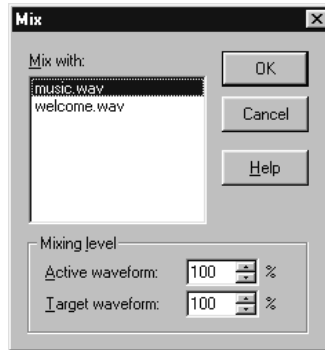 Mix
Mix with:
music.wav
welcome.wav
OK
Cancel
Help
Mixing level
Active waveform: 100 %
Target waveform: 100 %